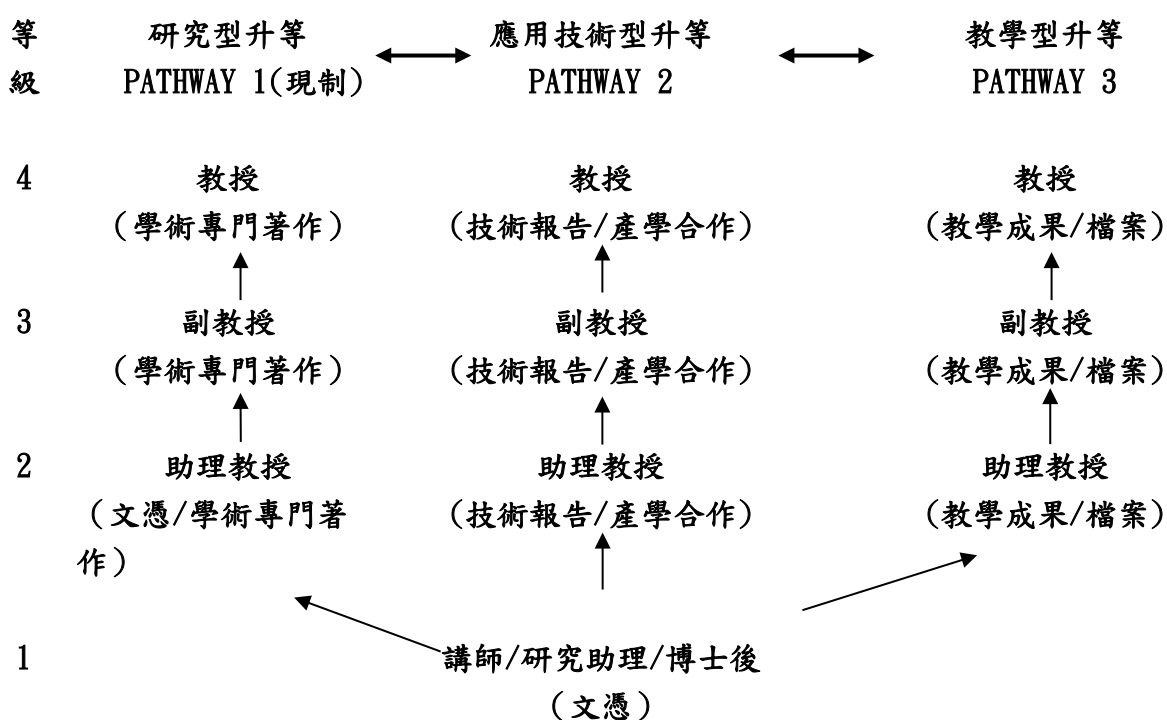 等 研究型升等 應用技術型升等 教學型升等
級 PATHWAY 1(現制) PATHWAY 2 PATHWAY 3
4 教授 教授 教授
(學術專門著作) (技術報告/產學合作) (教學成果/檔案)
3 副教授 副教授 副教授
(學術專門著作) (技術報告/產學合作) (教學成果/檔案)
2 助理教授 助理教授 助理教授
(文憑/學術專門著 (技術報告/產學合作) (教學成果/檔案)
作)
1 講師/研究助理/博士後
(文憑)